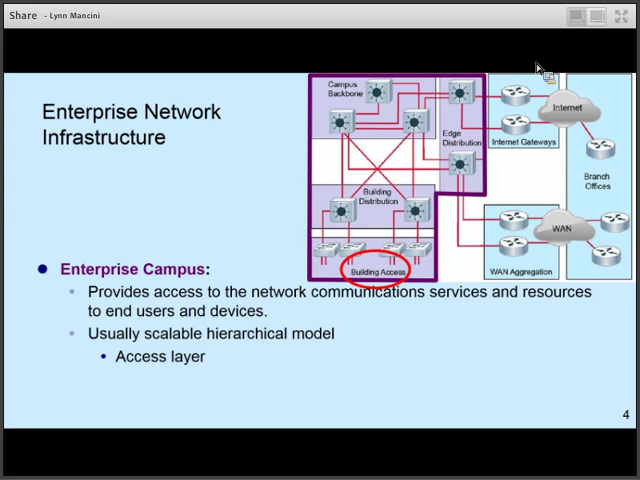 Share - Lynn Mancini
Enterprise Network
Infrastructure
Campus
Backbone
Edge
Distribution
Building
Distribution
Building Access
Internet
Internet Gateways
Branch
Offices
WAN
WAN Aggregation
• Enterprise Campus:
• Provides access to the network communications services and resources
to end users and devices.
• Usually scalable hierarchical model
• Access layer
4